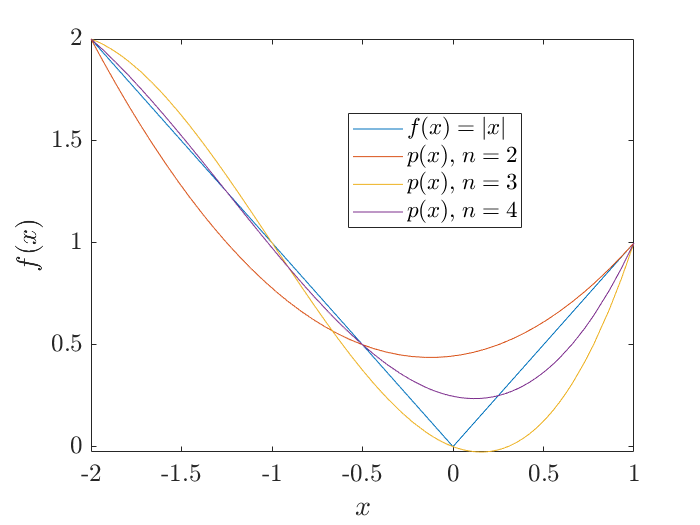 2
1.5
1
0.5
0
f(x)
f(x) = |x|
p(x), n = 2
p(x), n = 3
p(x), n = 4
-2 -1.5 -1 -0.5 0 0.5 1
x